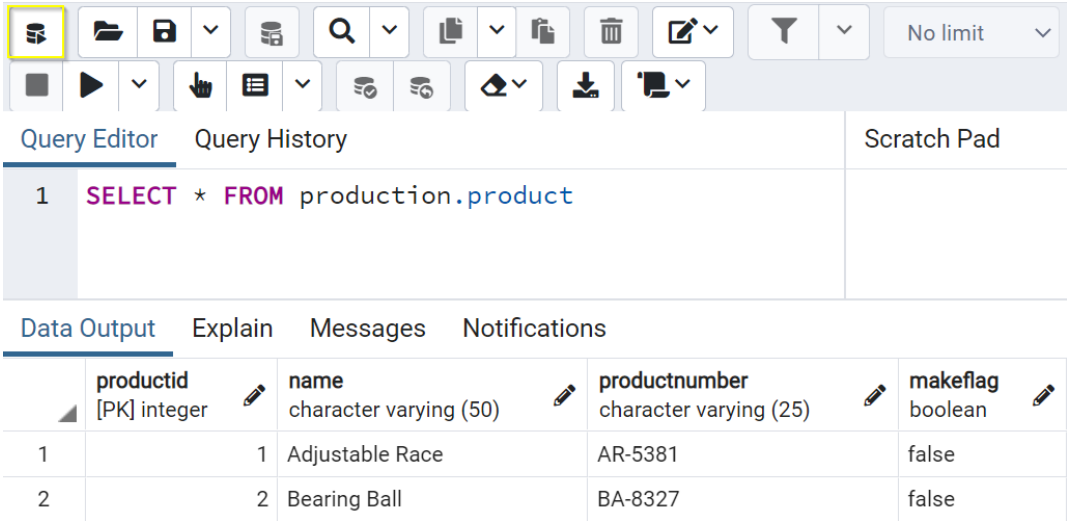 No limit
Query Editor Query History Scratch Pad
1 SELECT * FROM production.product
Data Output Explain Messages Notifications
productid name productnumber makeflag
[PK] integer character varying (50) character varying (25) boolean
1 1 Adjustable Race AR-5381 false
2 2 Bearing Ball BA-8327 false